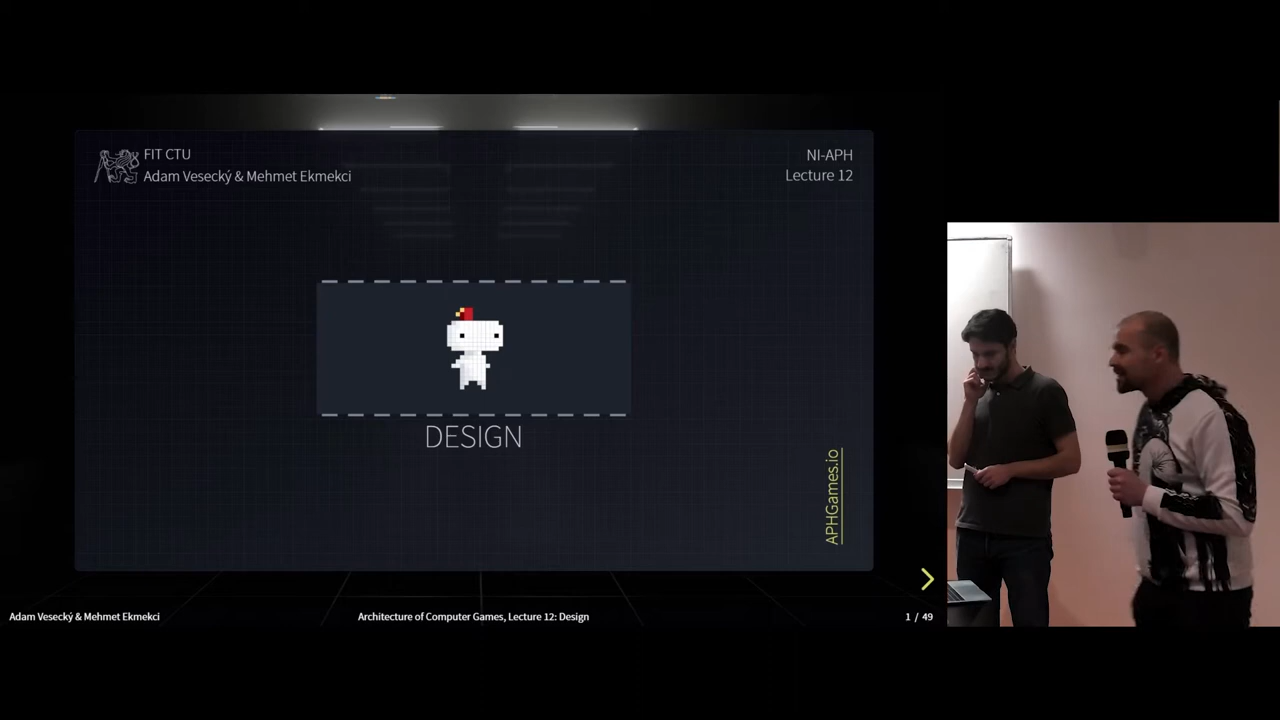 FIT CTU
Adam Vesecký & Mehmet Ekmekci
NI-APH
Lecture 12
DESIGN
APHGames.io
Adam Vesecký & Mehmet Ekmekci
Architecture of Computer Games, Lecture 12: Design
1 / 49